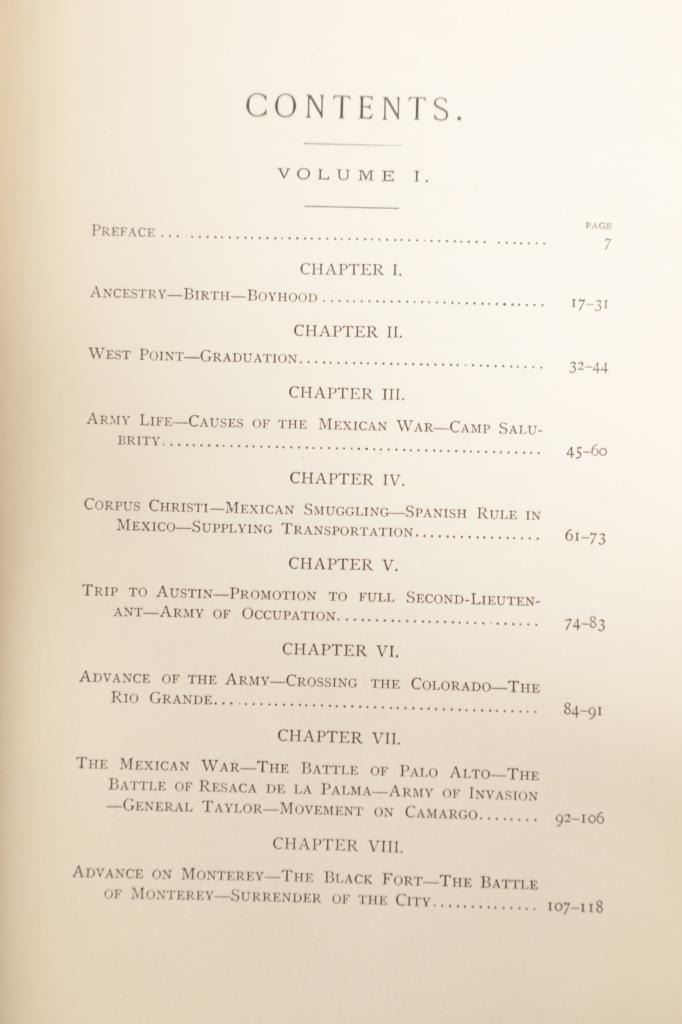 CONTENTS.
VOLUME I.
PAGE
PREFACE ... .......................................... ....... 7
CHAPTER I.
ANCESTRY—BIRTH—BOYHOOD.............................. 17–31
CHAPTER II.
WEST POINT—GRADUATION................................. 32–44
CHAPTER III.
ARMY LIFE—CAUSES OF THE MEXICAN WAR—CAMP SALU-
BRITY.................................................. 45–60
CHAPTER IV.
CORPUS CHRISTI—MEXICAN SMUGGLING—SPANISH RULE IN
MEXICO—SUPPLYING TRANSPORTATION................. 61–73
CHAPTER V.
TRIP TO AUSTIN—PROMOTION TO FULL SECOND-LIEUTEN-
ANT—ARMY OF OCCUPATION........................... 74–83
CHAPTER VI.
ADVANCE OF THE ARMY—CROSSING THE COLORADO—THE
RIO GRANDE........................................... 84–91
CHAPTER VII.
THE MEXICAN WAR—THE BATTLE OF PALO ALTO—THE
BATTLE OF RESACA DE LA PALMA—ARMY OF INVASION
—GENERAL TAYLOR—MOVEMENT ON CAMARGO........ 92–106
CHAPTER VIII.
ADVANCE ON MONTEREY—THE BLACK FORT—THE BATTLE
OF MONTEREY—SURRENDER OF THE CITY.............. 107–118